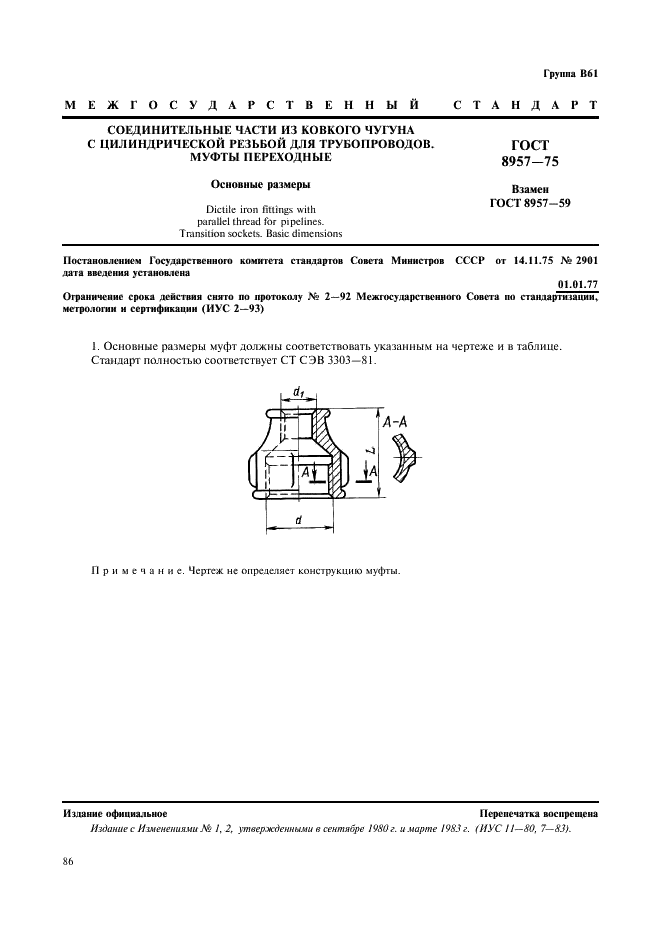 Группа В61
МЕЖГОСУДАРСТВЕННЫЙ СТАНДАРТ
СОЕДИНИТЕЛЬНЫЕ ЧАСТИ ИЗ КОВКОГО ЧУГУНА
С ЦИЛИНДРИЧЕСКОЙ РЕЗЬБОЙ ДЛЯ ТРУБОПРОВОДОВ.
МУФТЫ ПЕРЕХОДНЫЕ
Основные размеры
Dictile iron fittings with
parallel thread for pipelines.
Transition sockets. Basic dimensions
ГОСТ
8957—75
Взамен
ГОСТ 8957—59
Постановлением Государственного комитета стандартов Совета Министров СССР от 14.11.75 № 2901
дата введения установлена
01.01.77
Ограничение срока действия снято по протоколу № 2—92 Межгосударственного Совета по стандартизации,
метрологии и сертификации (ИУС 2—93)
1. Основные размеры муфт должны соответствовать указанным на чертеже и в таблице.
Стандарт полностью соответствует СТ СЭВ 3303—81.
d1
А–А
L
А А
d
П р и м е ч а н и е. Чертеж не определяет конструкцию муфты.
Издание официальное Перепечатка воспрещена
Издание с Изменениями № 1, 2, утвержденными в сентябре 1980 г. и марте 1983 г. (ИУС 11—80, 7—83).
86